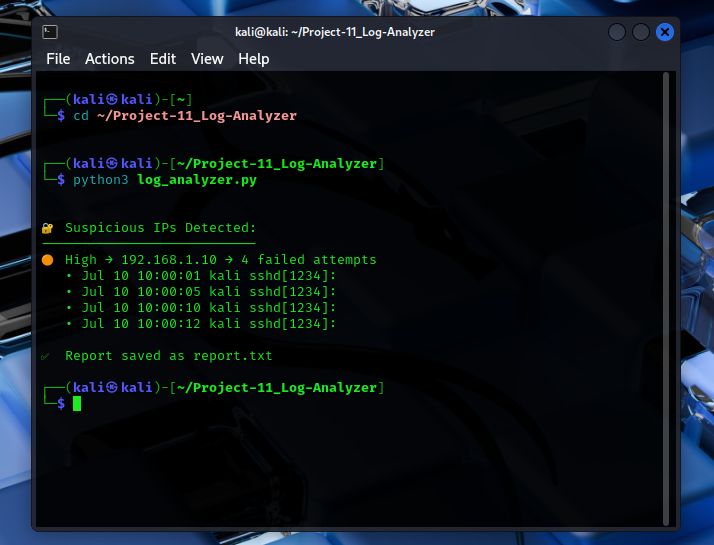 kali@kali: ~/Project-11_Log-Analyzer
File Actions Edit View Help
┌──(kali㉿kali)-[~]
└─$ cd ~/Project-11_Log-Analyzer
┌──(kali㉿kali)-[~/Project-11_Log-Analyzer]
└─$ python3 log_analyzer.py
🔐 Suspicious IPs Detected:
🟠 High → 192.168.1.10 → 4 failed attempts
• Jul 10 10:00:01 kali sshd[1234]:
• Jul 10 10:00:05 kali sshd[1234]:
• Jul 10 10:00:10 kali sshd[1234]:
• Jul 10 10:00:12 kali sshd[1234]:
✅ Report saved as report.txt
┌──(kali㉿kali)-[~/Project-11_Log-Analyzer]
└─$